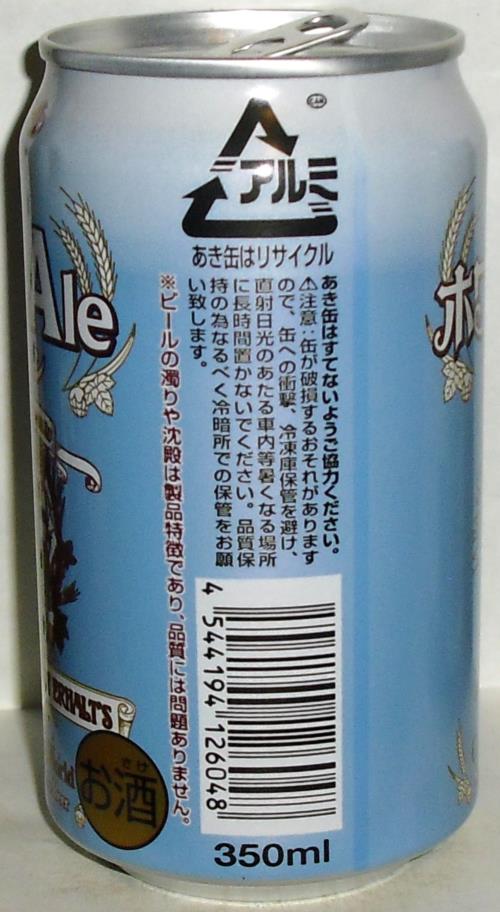 CAN
アルミ
あき缶はリサイクル
あき缶はすてないようご協力ください。
⚠注意:缶が破損するおそれがあります
ので、缶への衝撃、冷凍庫保管を避け、
直射日光のあたる車内等暑くなる場所
に長時間置かないでください。品質保
持の為なるべく冷暗所での保管をお願
い致します。
※ビールの濁りや沈殿は製品特徴であり、品質には問題ありません。
Ale
ホ
ERHALT'S
お酒
さけ
4 544194 126048
350ml